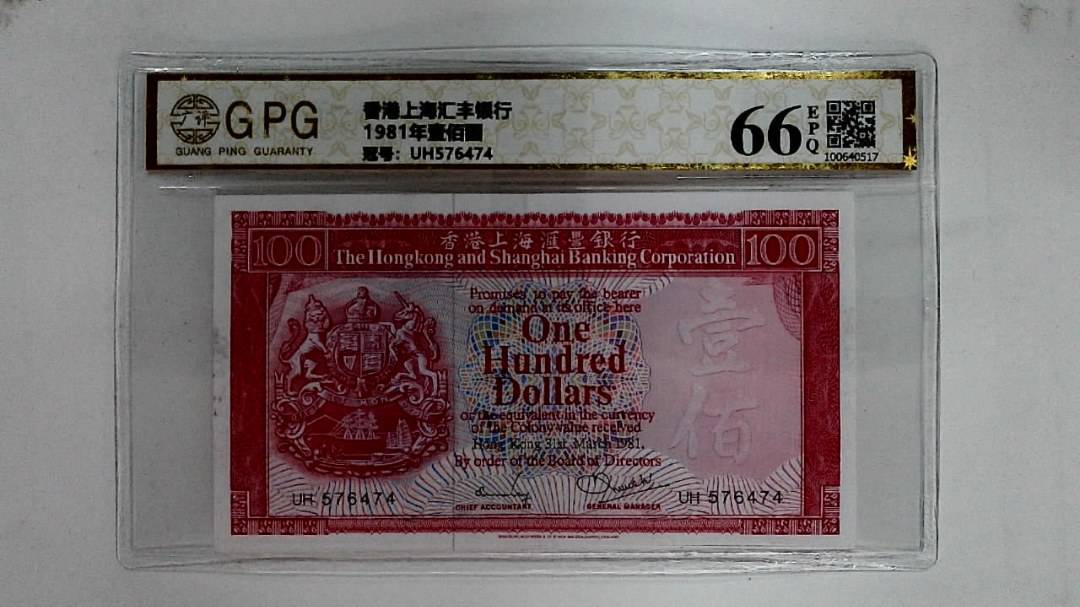 GPG
GUANG PING GUARANTY
香港上海汇丰银行
1981年壹佰圆
冠号: UH576474
66
EPQ
100640517
100
香港上海滙豐銀行
100
The Hongkong and Shanghai Banking Corporation
Promises to pay the bearer
on demand at its office here
One
Hundred
Dollars
or the equivalent in the currency
of the Colony value received
Hong Kong 31st March 1981.
By order of the Board of Directors
壹
佰
UH 576474
CHIEF ACCOUNTANT
GENERAL MANAGER
UH 576474